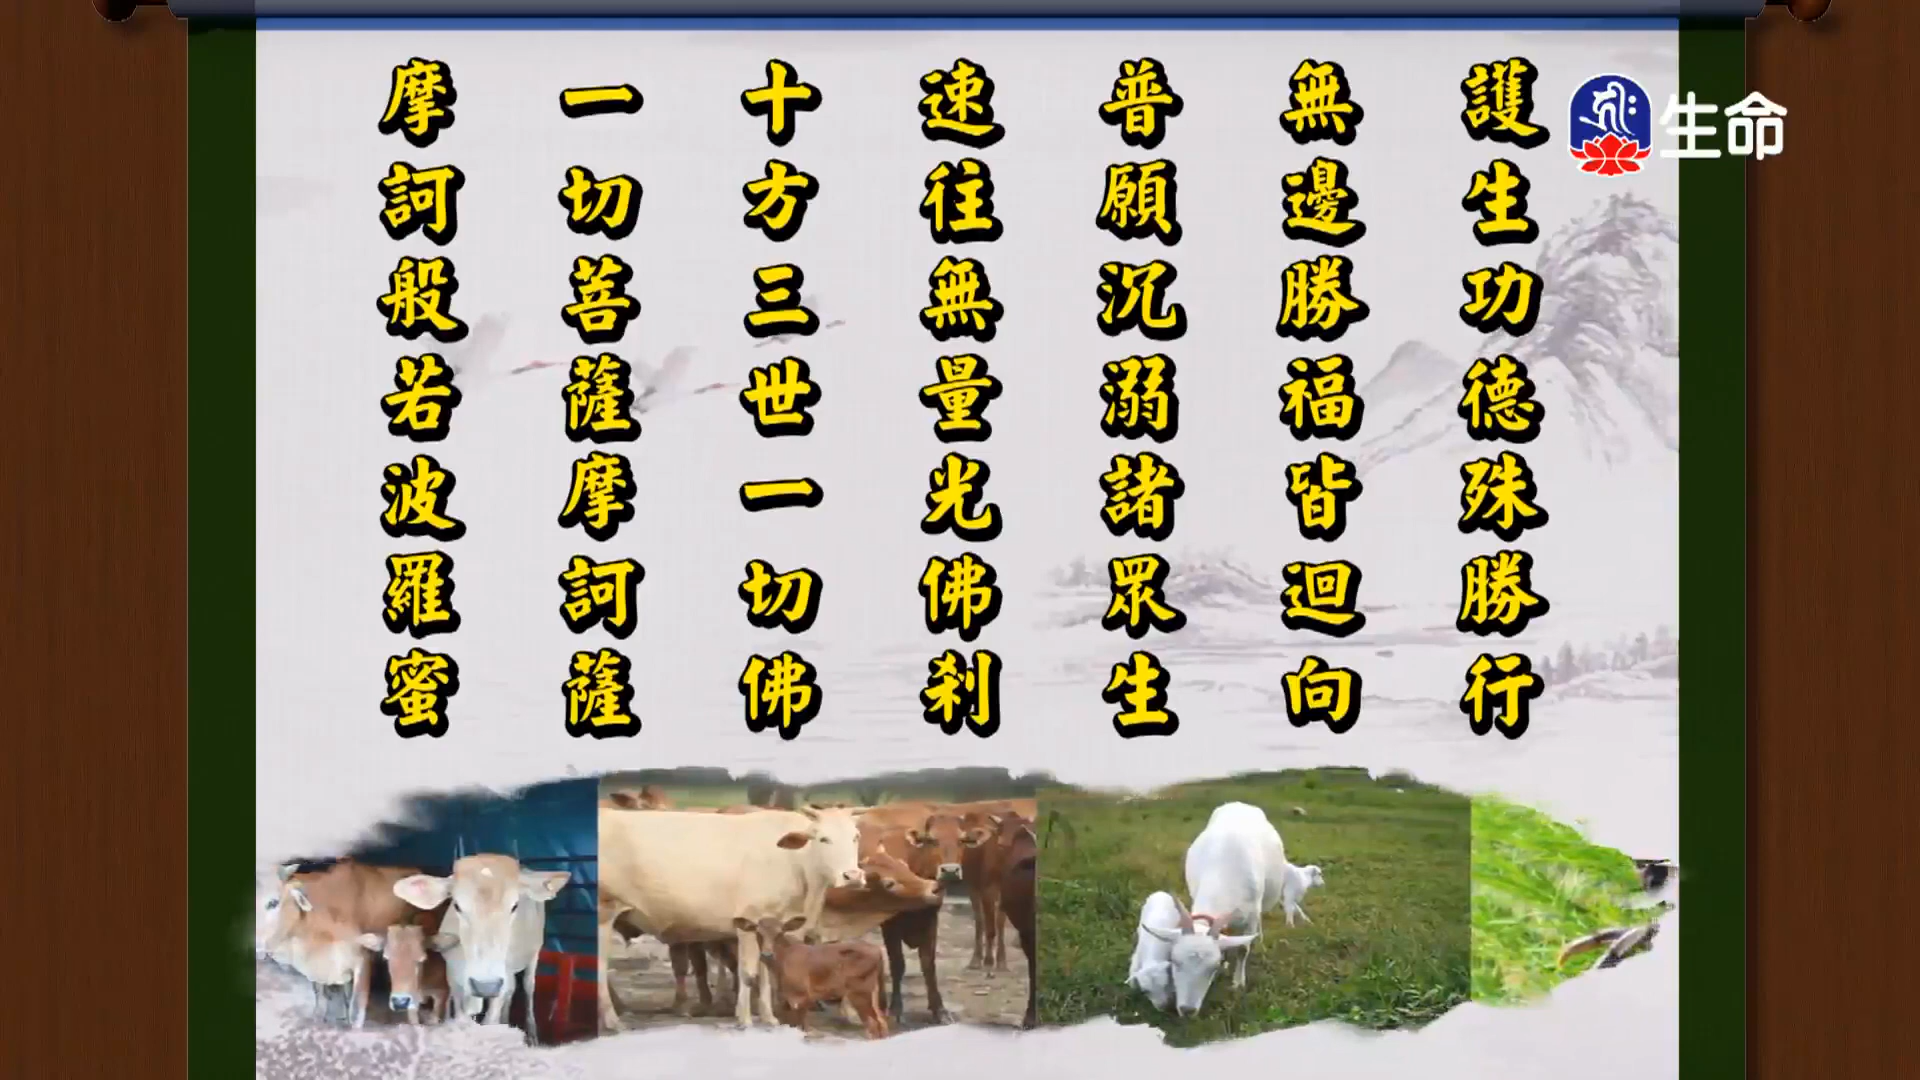 護生功德殊勝行
無邊勝福皆迴向
普願沉溺諸眾生
速往無量光佛剎
十方三世一切佛
一切菩薩摩訶薩
摩訶般若波羅蜜
生命